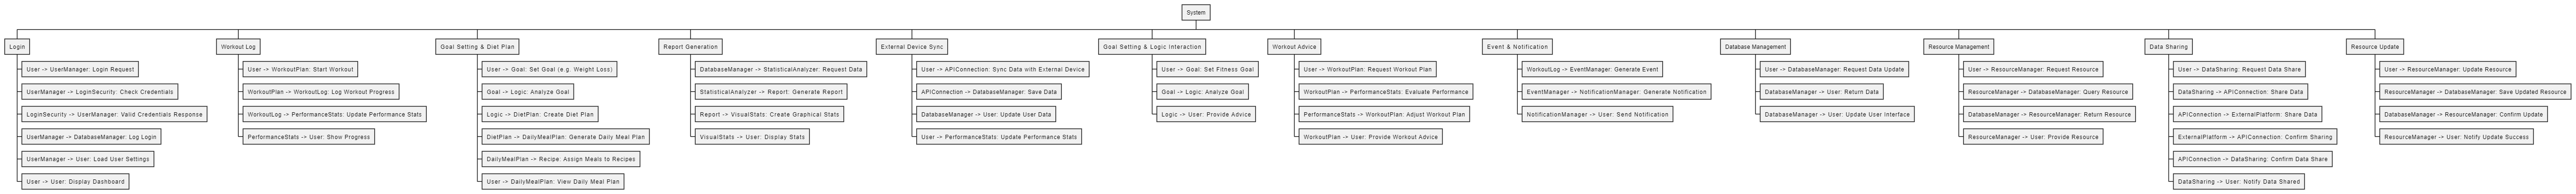 System
Login
User -> UserManager: Login Request
UserManager -> LoginSecurity: Check Credentials
LoginSecurity -> UserManager: Valid Credentials Response
UserManager -> DatabaseManager: Log Login
UserManager -> User: Load User Settings
User -> User: Display Dashboard
Workout Log
User -> WorkoutPlan: Start Workout
WorkoutPlan -> WorkoutLog: Log Workout Progress
WorkoutLog -> PerformanceStats: Update Performance Stats
PerformanceStats -> User: Show Progress
Goal Setting & Diet Plan
User -> Goal: Set Goal (e.g. Weight Loss)
Goal -> Logic: Analyze Goal
Logic -> DietPlan: Create Diet Plan
DietPlan -> DailyMealPlan: Generate Daily Meal Plan
DailyMealPlan -> Recipe: Assign Meals to Recipes
User -> DailyMealPlan: View Daily Meal Plan
Report Generation
DatabaseManager -> StatisticalAnalyzer: Request Data
StatisticalAnalyzer -> Report: Generate Report
Report -> VisualStats: Create Graphical Stats
VisualStats -> User: Display Stats
External Device Sync
User -> APIConnection: Sync Data with External Device
APIConnection -> DatabaseManager: Save Data
DatabaseManager -> User: Update User Data
User -> PerformanceStats: Update Performance Stats
Goal Setting & Logic Interaction
User -> Goal: Set Fitness Goal
Goal -> Logic: Analyze Goal
Logic -> User: Provide Advice
Workout Advice
User -> WorkoutPlan: Request Workout Plan
WorkoutPlan -> PerformanceStats: Evaluate Performance
PerformanceStats -> WorkoutPlan: Adjust Workout Plan
WorkoutPlan -> User: Provide Workout Advice
Event & Notification
WorkoutLog -> EventManager: Generate Event
EventManager -> NotificationManager: Generate Notification
NotificationManager -> User: Send Notification
Database Management
User -> DatabaseManager: Request Data Update
DatabaseManager -> User: Return Data
DatabaseManager -> User: Update User Interface
Resource Management
User -> ResourceManager: Request Resource
ResourceManager -> DatabaseManager: Query Resource
DatabaseManager -> ResourceManager: Return Resource
ResourceManager -> User: Provide Resource
Data Sharing
User -> DataSharing: Request Data Share
DataSharing -> APIConnection: Share Data
APIConnection -> ExternalPlatform: Share Data
ExternalPlatform -> APIConnection: Confirm Sharing
APIConnection -> DataSharing: Confirm Data Share
DataSharing -> User: Notify Data Shared
Resource Update
User -> ResourceManager: Update Resource
ResourceManager -> DatabaseManager: Save Updated Resource
DatabaseManager -> ResourceManager: Confirm Update
ResourceManager -> User: Notify Update Success